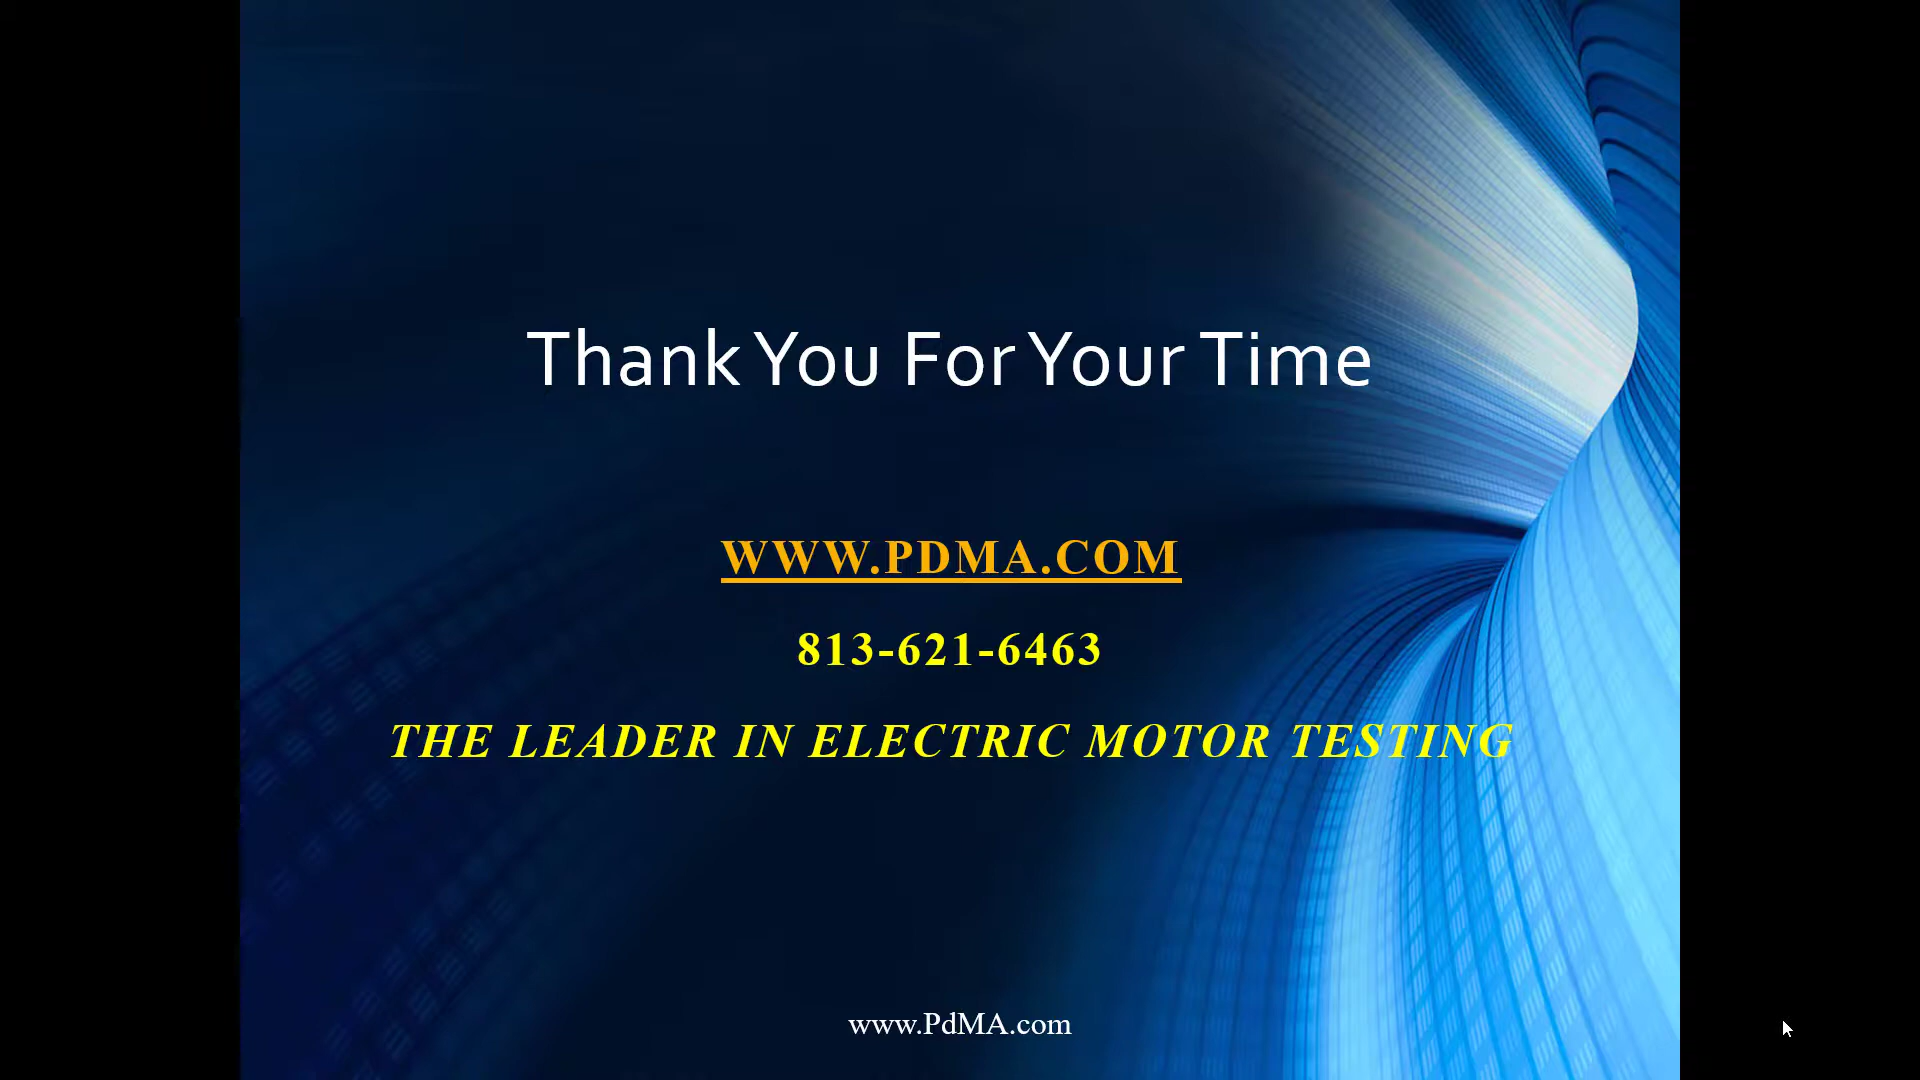 Thank You For Your Time
WWW.PDMA.COM
813-621-6463
THE LEADER IN ELECTRIC MOTOR TESTING
www.PdMA.com